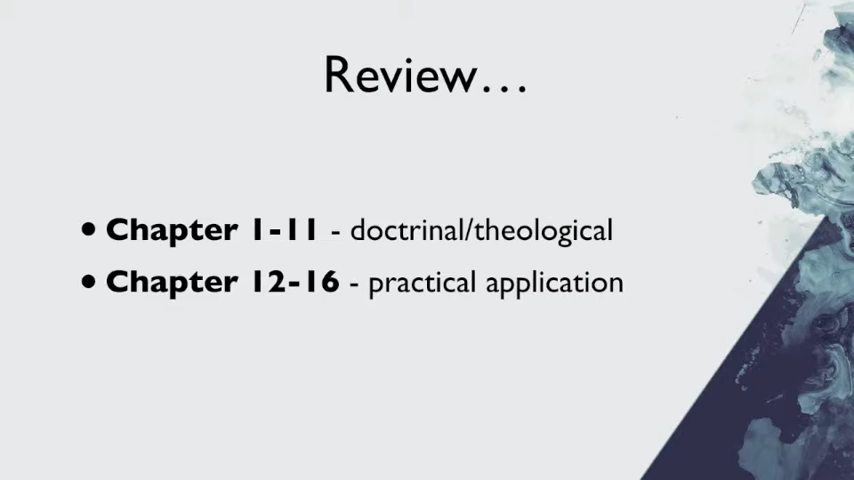 Review…
• Chapter 1-11 - doctrinal/theological
• Chapter 12-16 - practical application